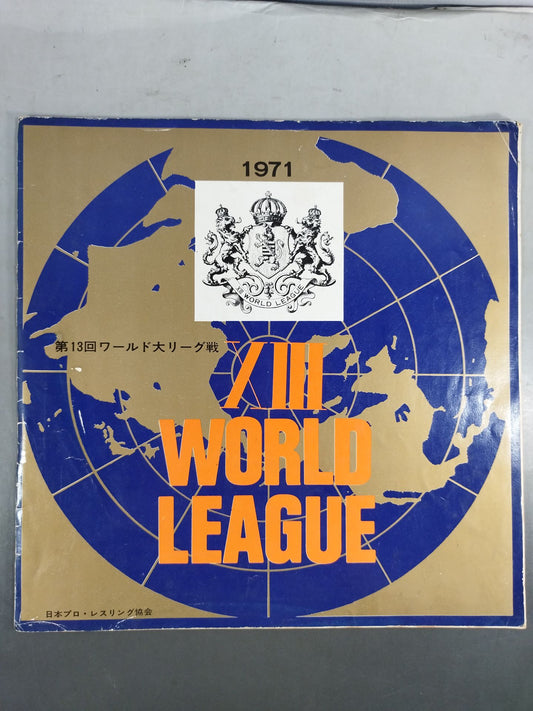 1971
TB WORLD LEAGUE
第13回ワールド大リーグ戦
XIII
WORLD
LEAGUE
日本プロ・レスリング協会